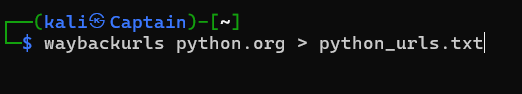 ┌──(kali㉿Captain)-[~]
└─$ waybackurls python.org > python_urls.txt